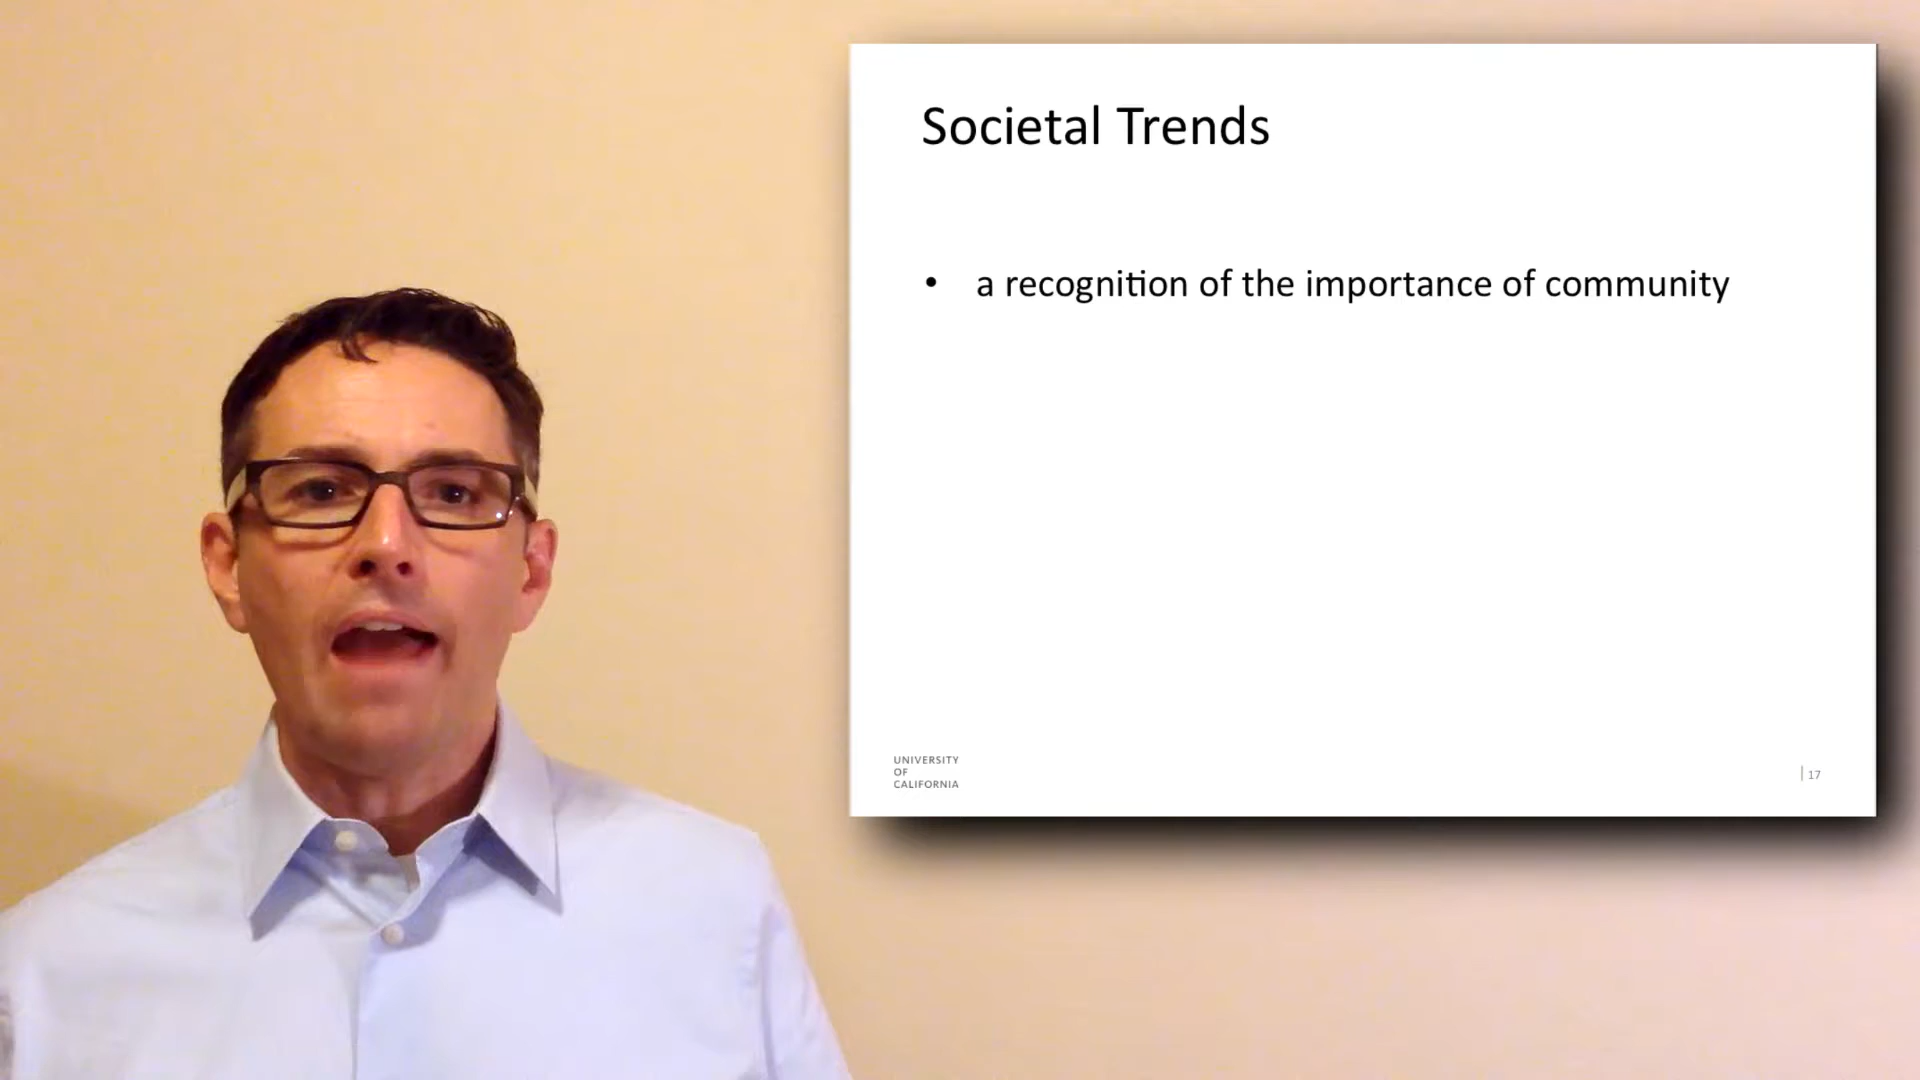 Societal Trends
• a recognition of the importance of community
UNIVERSITY
OF
CALIFORNIA
17